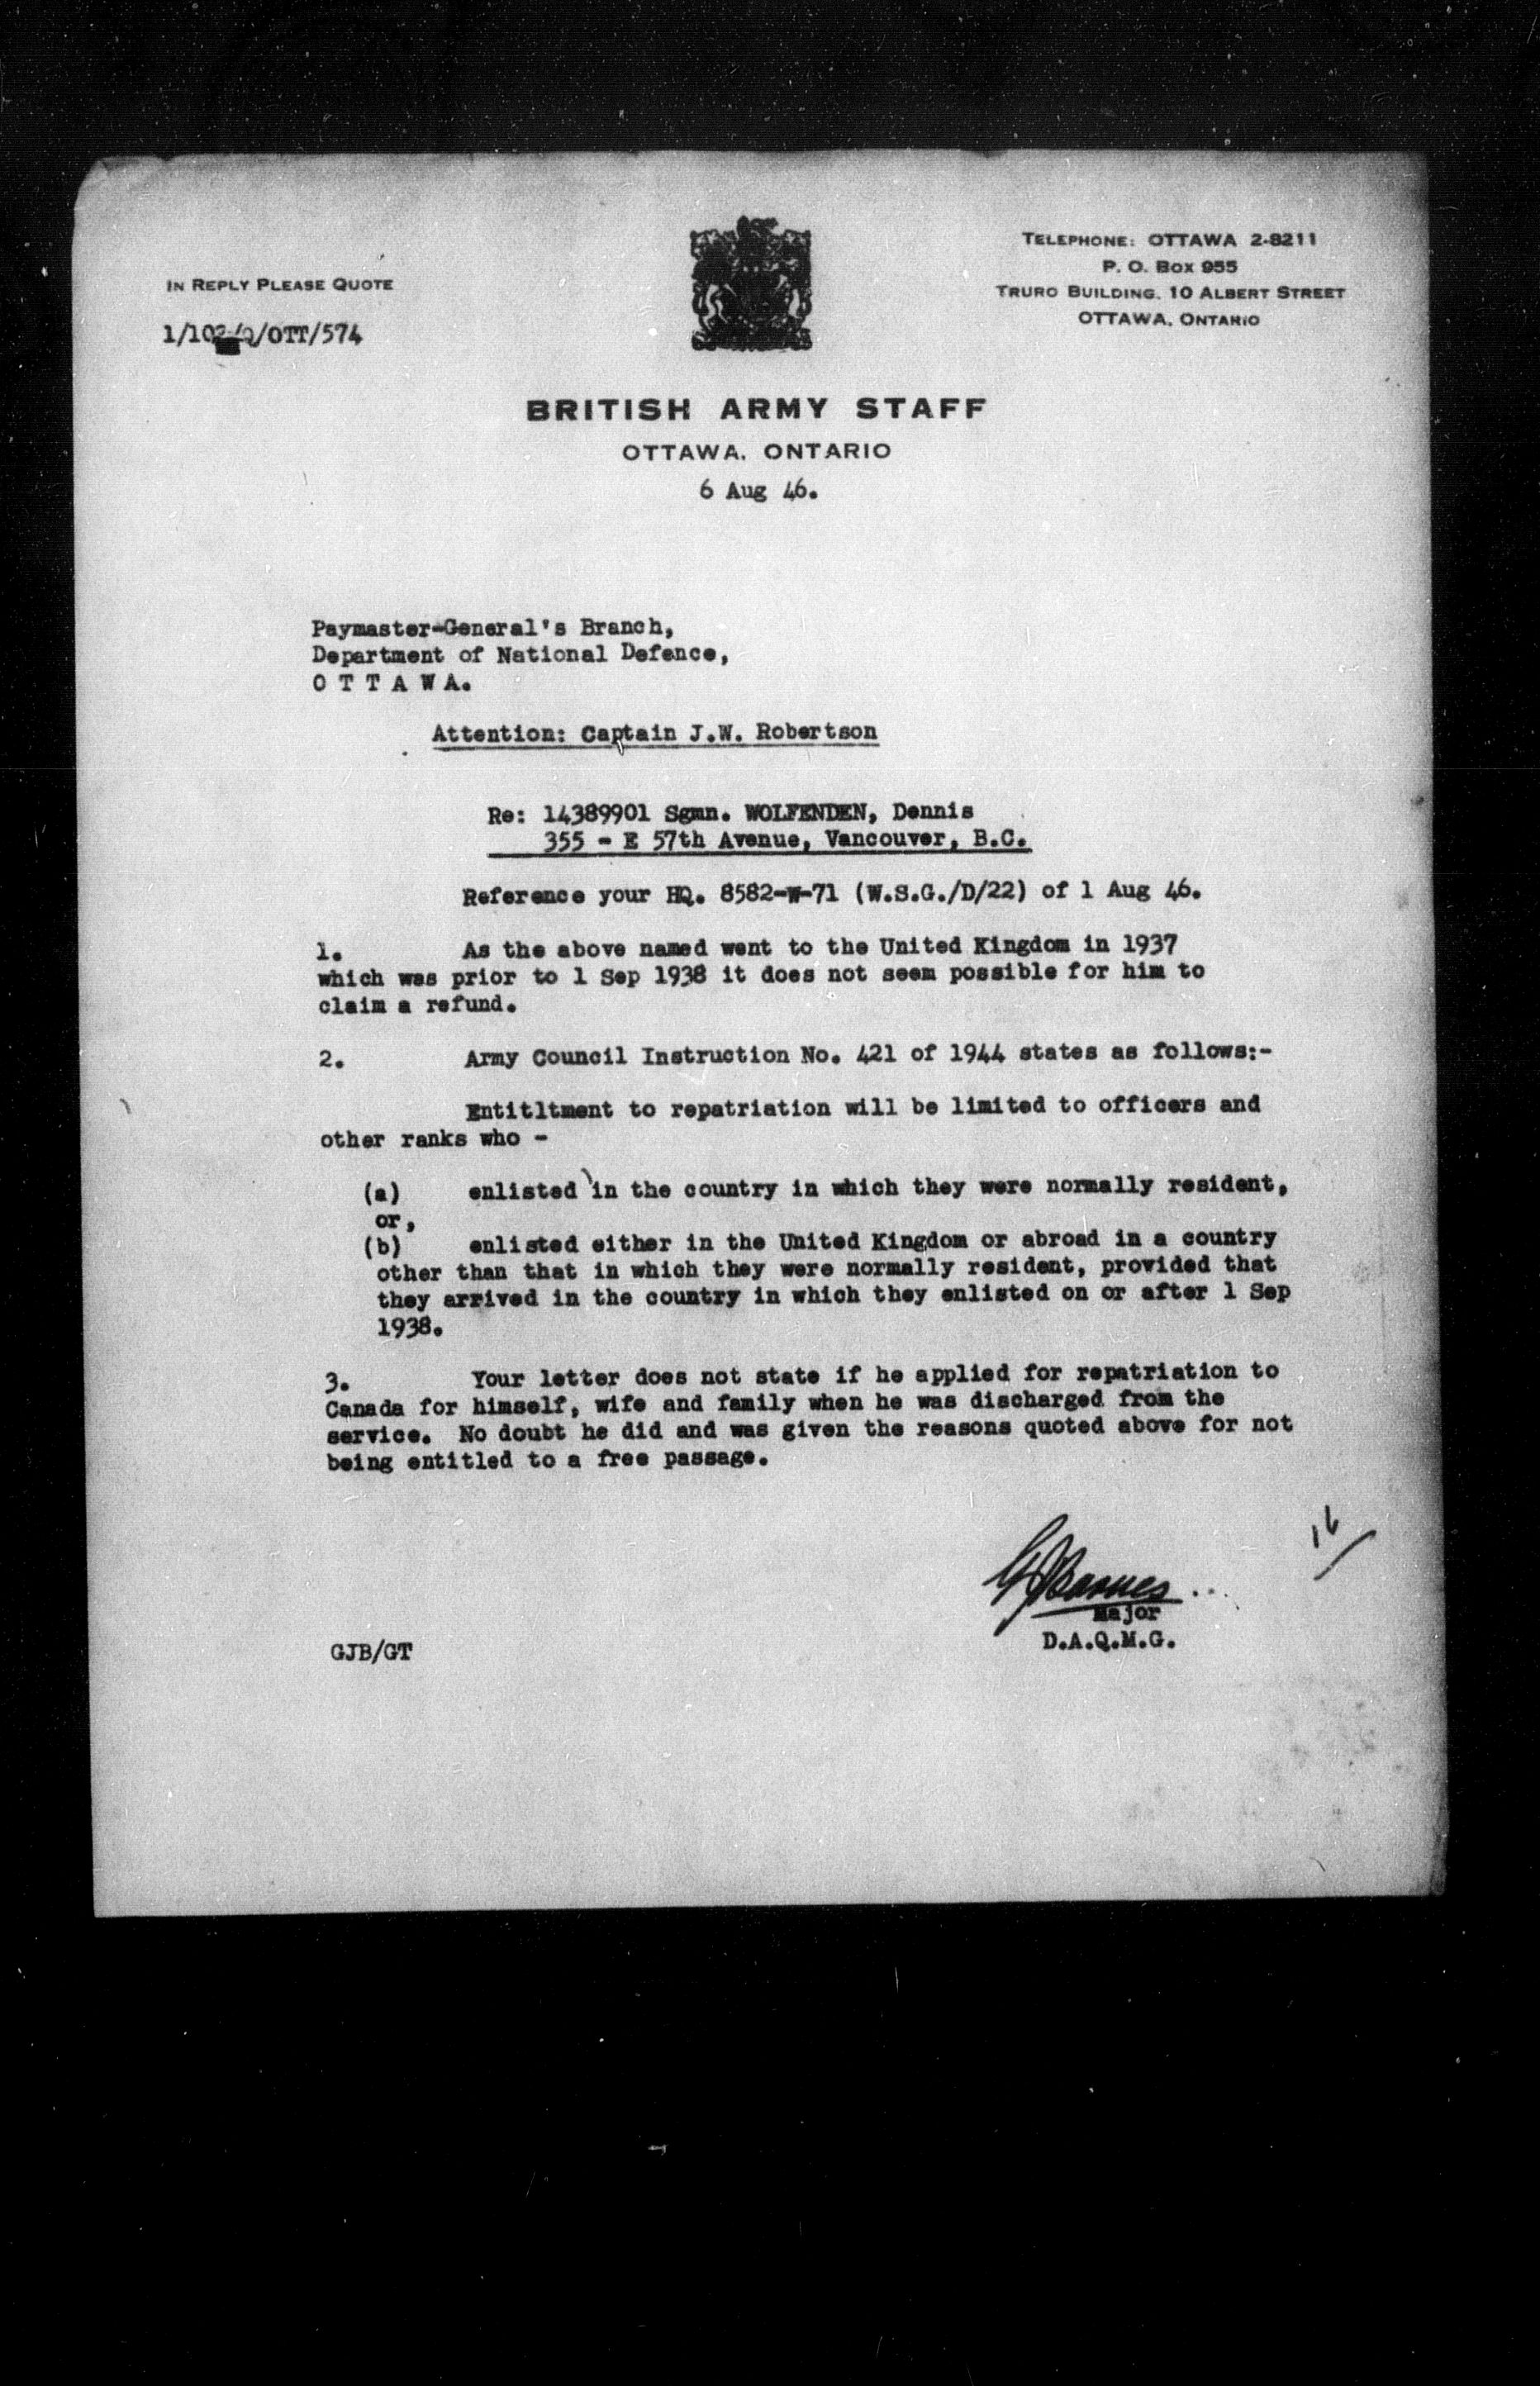 TELEPHONE: OTTAWA 2-8211
P. O. BOX 955
TRURO BUILDING, 10 ALBERT STREET
OTTAWA, ONTARIO
IN REPLY PLEASE QUOTE
/OTT/574
BRITISH ARMY STAFF
OTTAWA, ONTARIO
6 Aug 46.
Paymaster-General's Branch,
Department of National Defence,
O T T A W A.
Attention: Captain J.W. Robertson
Re: 14389901 Sgmn. WOLFENDEN, Dennis
355 - E 57th Avenue, Vancouver, B.C.
Reference your HQ. 8582-W-71 (W.S.G./D/22) of 1 Aug 46.
1. As the above named went to the United Kingdom in 1937
which was prior to 1 Sep 1938 it does not seem possible for him to
claim a refund.
2. Army Council Instruction No. 421 of 1944 states as follows:-
Entitltment to repatriation will be limited to officers and
other ranks who -
(a) enlisted in the country in which they were normally resident,
or,
(b) enlisted either in the United Kingdom or abroad in a country
other than that in which they were normally resident, provided that
they arrived in the country in which they enlisted on or after 1 Sep
1938.
3. Your letter does not state if he applied for repatriation to
Canada for himself, wife and family when he was discharged from the
service. No doubt he did and was given the reasons quoted above for not
being entitled to a free passage.
16
GJBarnes
Major
D.A.Q.M.G.
GJB/GT